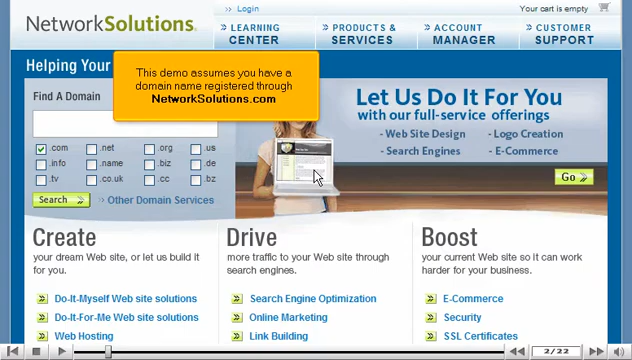 Login
Your cart is empty
NetworkSolutions.
LEARNING CENTER
PRODUCTS & SERVICES
ACCOUNT MANAGER
CUSTOMER SUPPORT
Helping Your
This demo assumes you have a
domain name registered through
NetworkSolutions.com
Find A Domain
.com .net .org .us
.info .name .biz .de
.tv .co.uk .cc .bz
Search
Other Domain Services
Let Us Do It For You
with our full-service offerings
- Web Site Design - Logo Creation
- Search Engines - E-Commerce
Go
Create
your dream Web site, or let us build it
for you.
Do-It-Myself Web site solutions
Do-It-For-Me Web site solutions
Web Hosting
Drive
more traffic to your Web site through
search engines.
Search Engine Optimization
Online Marketing
Link Building
Boost
your current Web site so it can work
harder for your business.
E-Commerce
Security
SSL Certificates
2/22